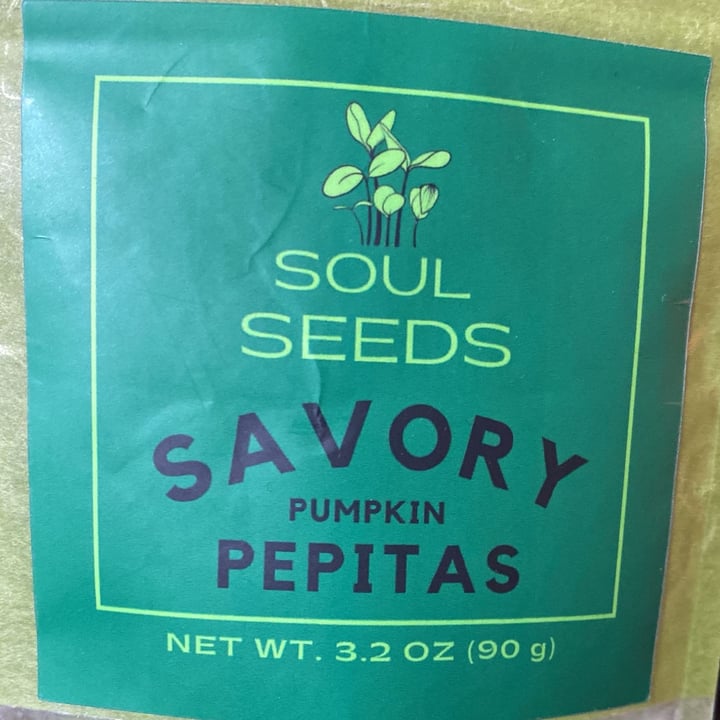 SOUL
SEEDS
SAVORY
PUMPKIN
PEPITAS
NET WT. 3.2 OZ (90 g)